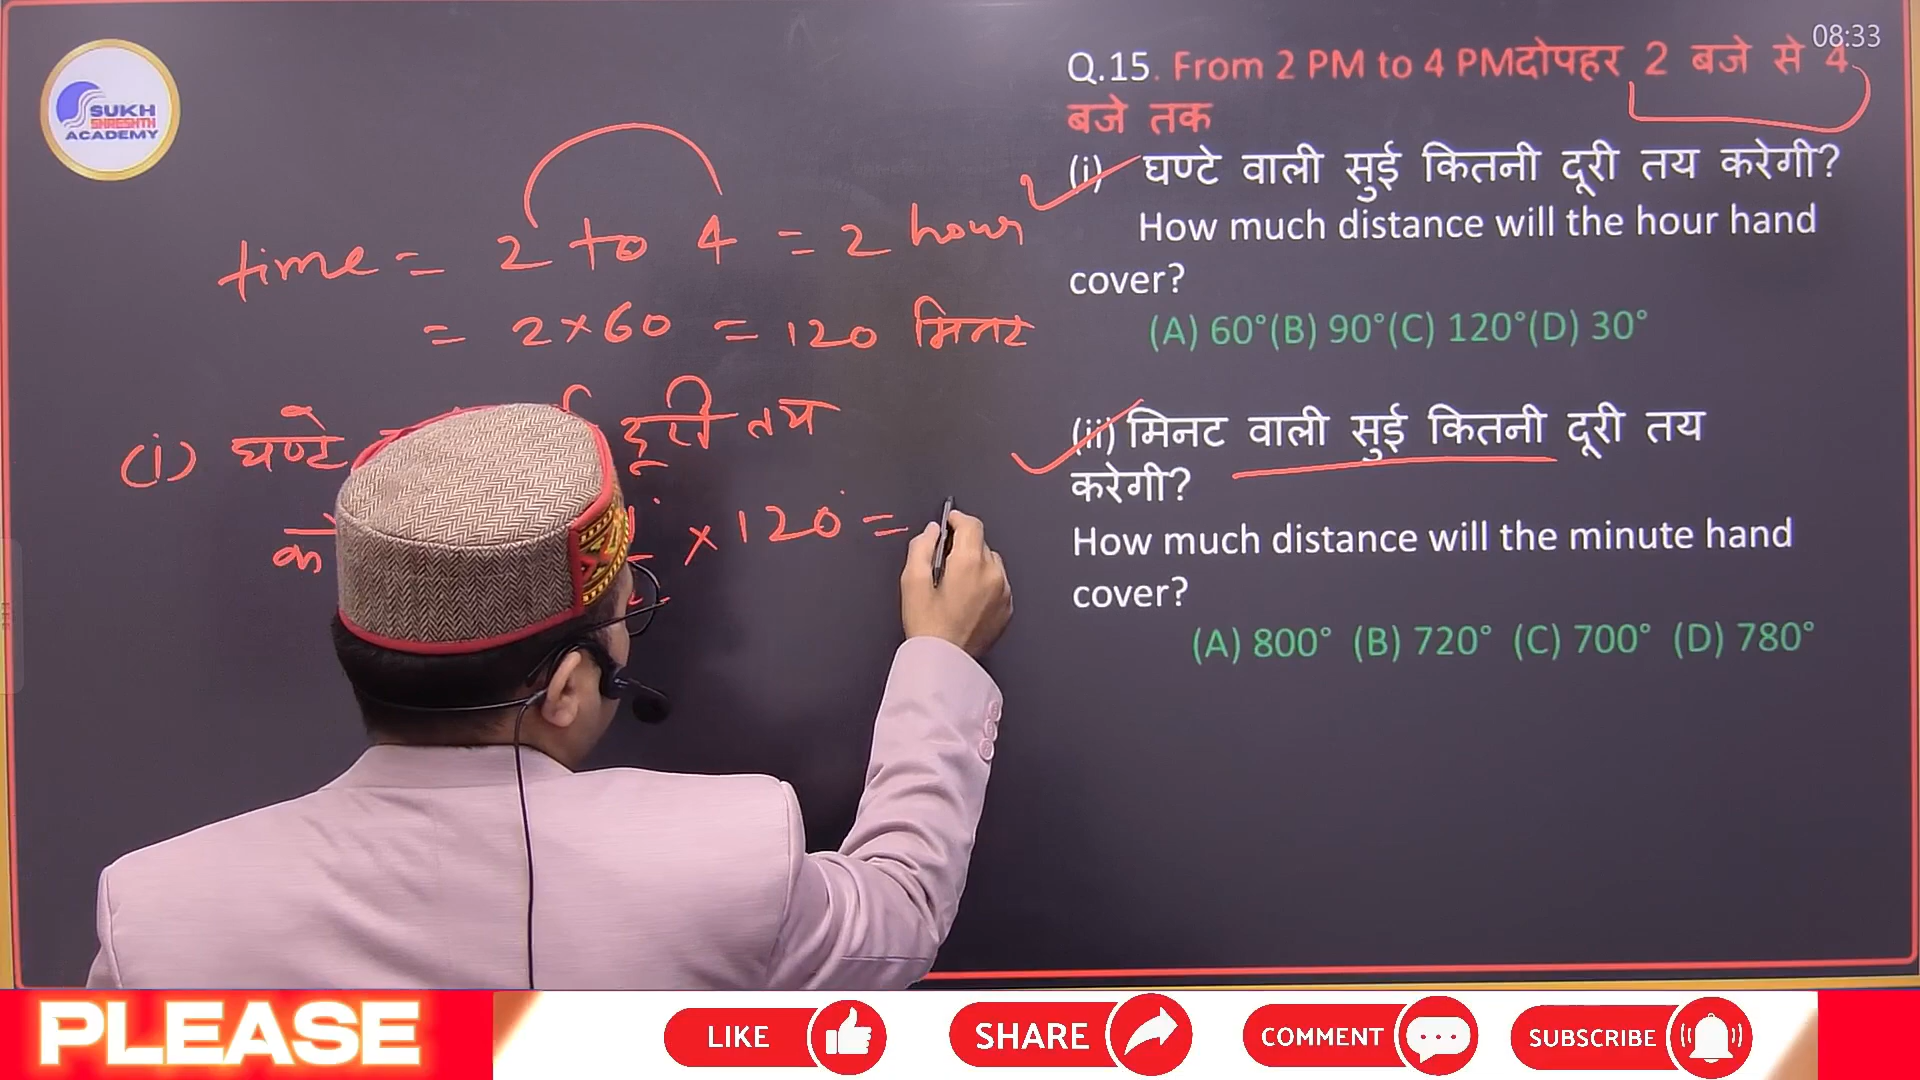 SUKH
SHRESHTH
ACADEMY
08:33
Q.15. From 2 PM to 4 PMदोपहर 2 बजे से 4
बजे तक
(i) घण्टे वाली सुई कितनी दूरी तय करेगी?
How much distance will the hour hand
cover?
(A) 60°(B) 90°(C) 120°(D) 30°
(ii) मिनट वाली सुई कितनी दूरी तय
करेगी?
How much distance will the minute hand
cover?
(A) 800° (B) 720° (C) 700° (D) 780°
time = 2 to 4 = 2 hour
= 2×60 = 120 मिनट
(i) घण्टे दूरी तय
× 120 =
PLEASE
LIKE
SHARE
COMMENT
SUBSCRIBE